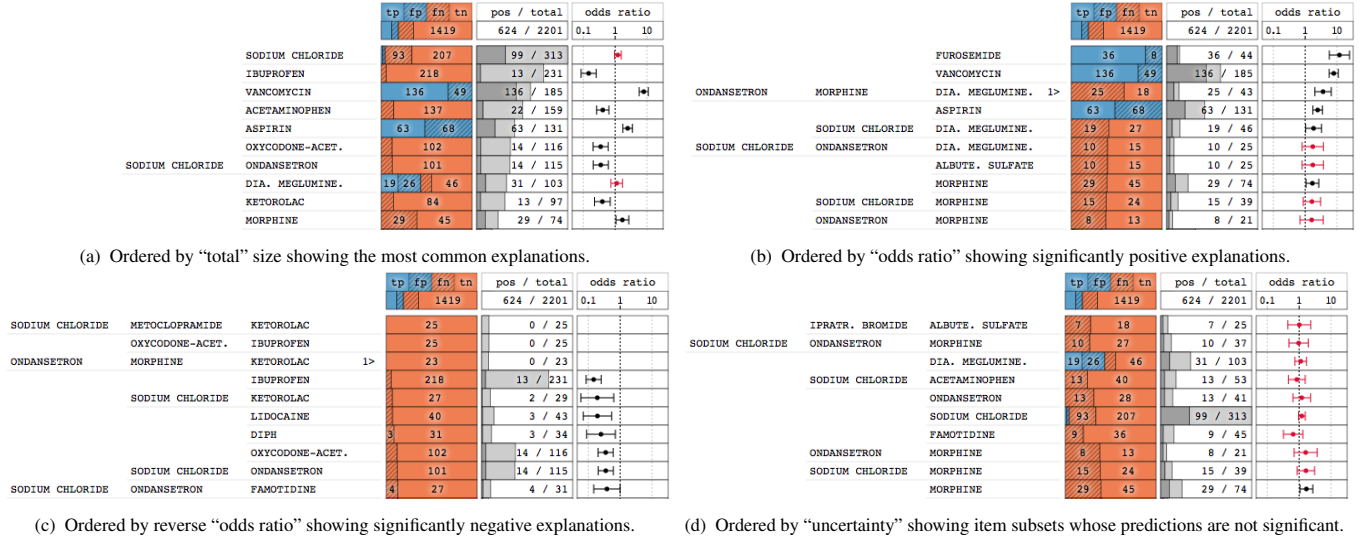 tp fp fn tn pos / total odds ratio
1419 624 / 2201 0.1 1 10
SODIUM CHLORIDE 93 207 99 / 313
IBUPROFEN 218 13 / 231
VANCOMYCIN 136 49 136 / 185
ACETAMINOPHEN 137 22 / 159
ASPIRIN 63 68 63 / 131
OXYCODONE-ACET. 102 14 / 116
SODIUM CHLORIDE ONDANSETRON 101 14 / 115
DIA. MEGLUMINE. 19 26 46 31 / 103
KETOROLAC 84 13 / 97
MORPHINE 29 45 29 / 74
(a) Ordered by “total” size showing the most common explanations.
tp fp fn tn pos / total odds ratio
1419 624 / 2201 0.1 1 10
FUROSEMIDE 36 8 36 / 44
VANCOMYCIN 136 49 136 / 185
ONDANSETRON MORPHINE DIA. MEGLUMINE. 1> 25 18 25 / 43
ASPIRIN 63 68 63 / 131
SODIUM CHLORIDE DIA. MEGLUMINE. 19 27 19 / 46
SODIUM CHLORIDE ONDANSETRON DIA. MEGLUMINE. 10 15 10 / 25
ALBUTE. SULFATE 10 15 10 / 25
MORPHINE 29 45 29 / 74
SODIUM CHLORIDE MORPHINE 15 24 15 / 39
ONDANSETRON MORPHINE 8 13 8 / 21
(b) Ordered by “odds ratio” showing significantly positive explanations.
tp fp fn tn pos / total odds ratio
1419 624 / 2201 0.1 1 10
SODIUM CHLORIDE METOCLOPRAMIDE KETOROLAC 25 0 / 25
OXYCODONE-ACET. IBUPROFEN 25 0 / 25
ONDANSETRON MORPHINE KETOROLAC 1> 23 0 / 23
IBUPROFEN 218 13 / 231
SODIUM CHLORIDE KETOROLAC 27 2 / 29
LIDOCAINE 40 3 / 43
DIPH 3 31 3 / 34
OXYCODONE-ACET. 102 14 / 116
SODIUM CHLORIDE ONDANSETRON 101 14 / 115
SODIUM CHLORIDE ONDANSETRON FAMOTIDINE 4 27 4 / 31
(c) Ordered by reverse “odds ratio” showing significantly negative explanations.
tp fp fn tn pos / total odds ratio
1419 624 / 2201 0.1 1 10
IPRATR. BROMIDE ALBUTE. SULFATE 7 18 7 / 25
SODIUM CHLORIDE ONDANSETRON MORPHINE 10 27 10 / 37
DIA. MEGLUMINE. 19 26 46 31 / 103
SODIUM CHLORIDE ACETAMINOPHEN 13 40 13 / 53
ONDANSETRON 13 28 13 / 41
SODIUM CHLORIDE 93 207 99 / 313
FAMOTIDINE 9 36 9 / 45
ONDANSETRON MORPHINE 8 13 8 / 21
SODIUM CHLORIDE MORPHINE 15 24 15 / 39
MORPHINE 29 45 29 / 74
(d) Ordered by “uncertainty” showing item subsets whose predictions are not significant.